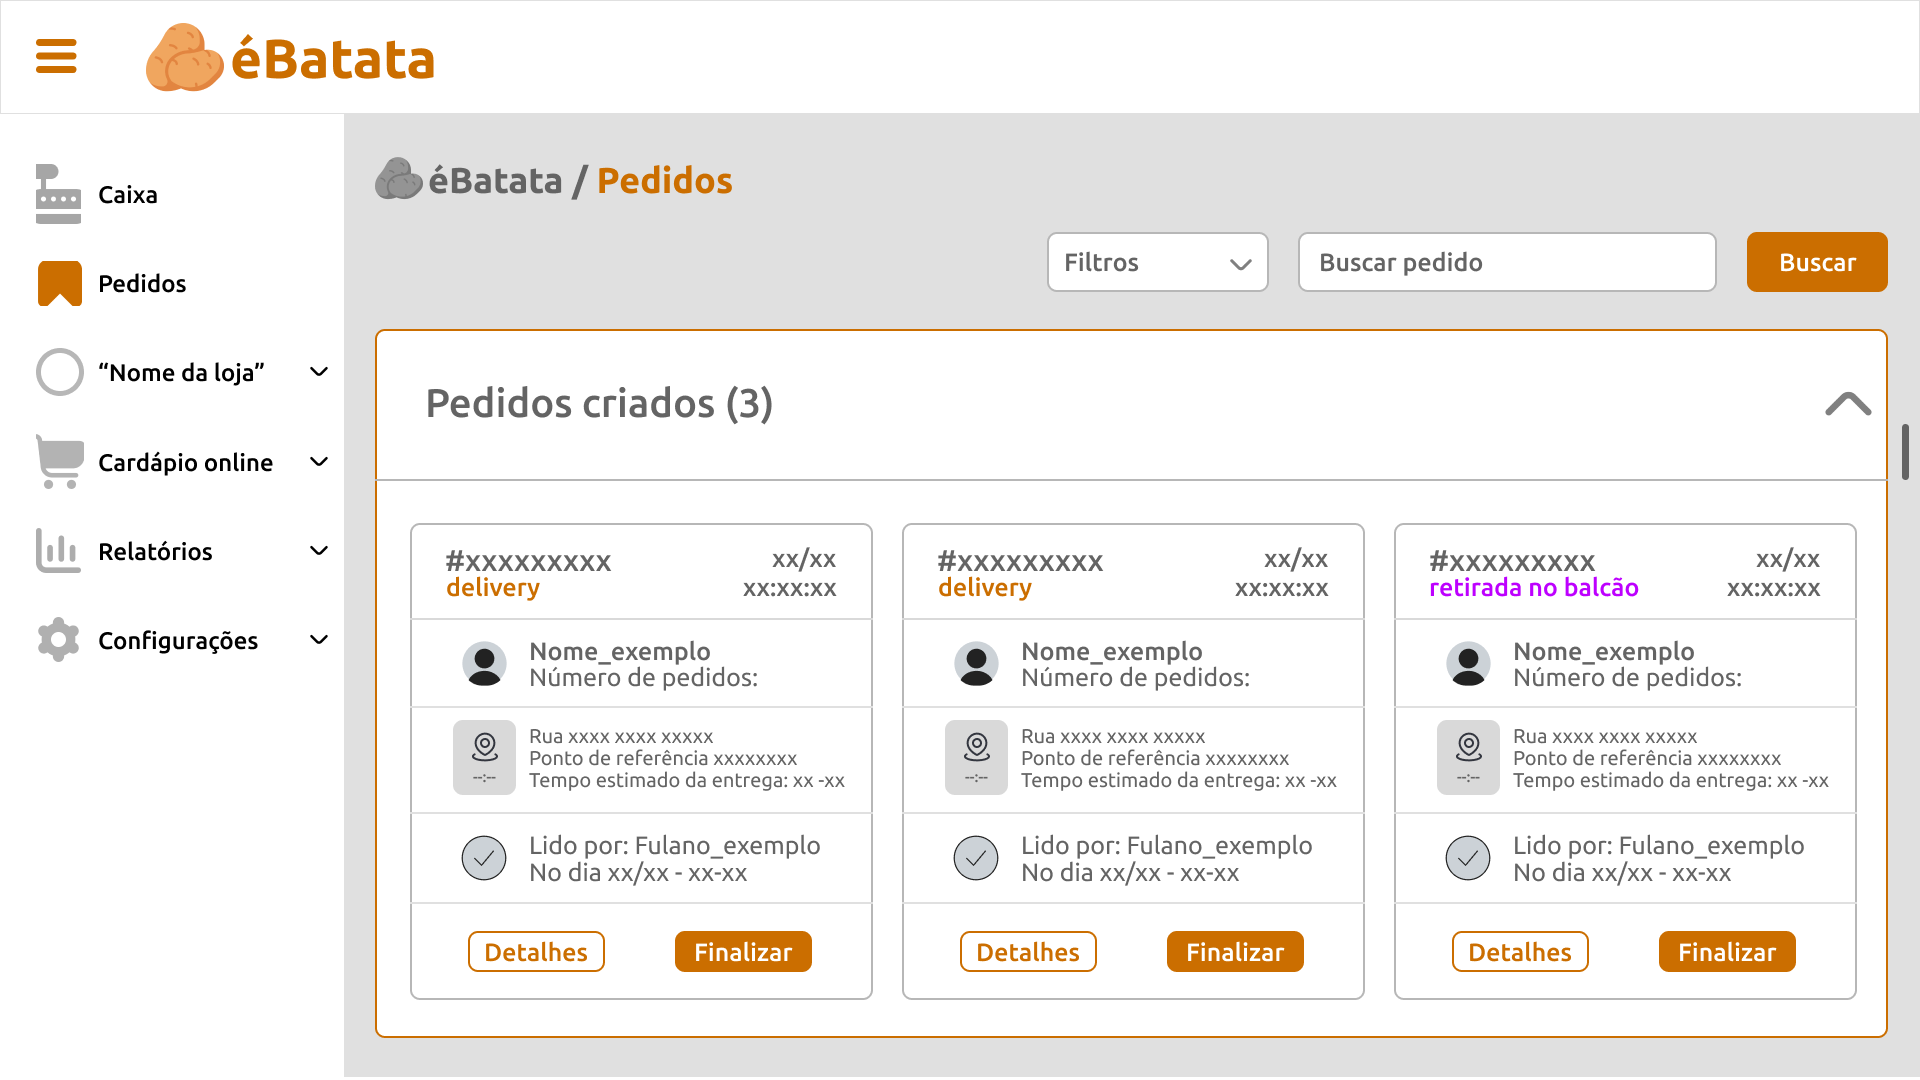 éBatata
Caixa
Pedidos
“Nome da loja”
Cardápio online
Relatórios
Configurações
éBatata / Pedidos
Filtros
Buscar pedido
Buscar
Pedidos criados (3)
#xxxxxxxxx
xx/xx
delivery
xx:xx:xx
Nome_exemplo
Número de pedidos:
Rua xxxx xxxx xxxxx
Ponto de referência xxxxxxxx
--:--
Tempo estimado da entrega: xx -xx
Lido por: Fulano_exemplo
No dia xx/xx - xx-xx
Detalhes
Finalizar
#xxxxxxxxx
xx/xx
delivery
xx:xx:xx
Nome_exemplo
Número de pedidos:
Rua xxxx xxxx xxxxx
Ponto de referência xxxxxxxx
--:--
Tempo estimado da entrega: xx -xx
Lido por: Fulano_exemplo
No dia xx/xx - xx-xx
Detalhes
Finalizar
#xxxxxxxxx
xx/xx
retirada no balcão
xx:xx:xx
Nome_exemplo
Número de pedidos:
Rua xxxx xxxx xxxxx
Ponto de referência xxxxxxxx
--:--
Tempo estimado da entrega: xx -xx
Lido por: Fulano_exemplo
No dia xx/xx - xx-xx
Detalhes
Finalizar